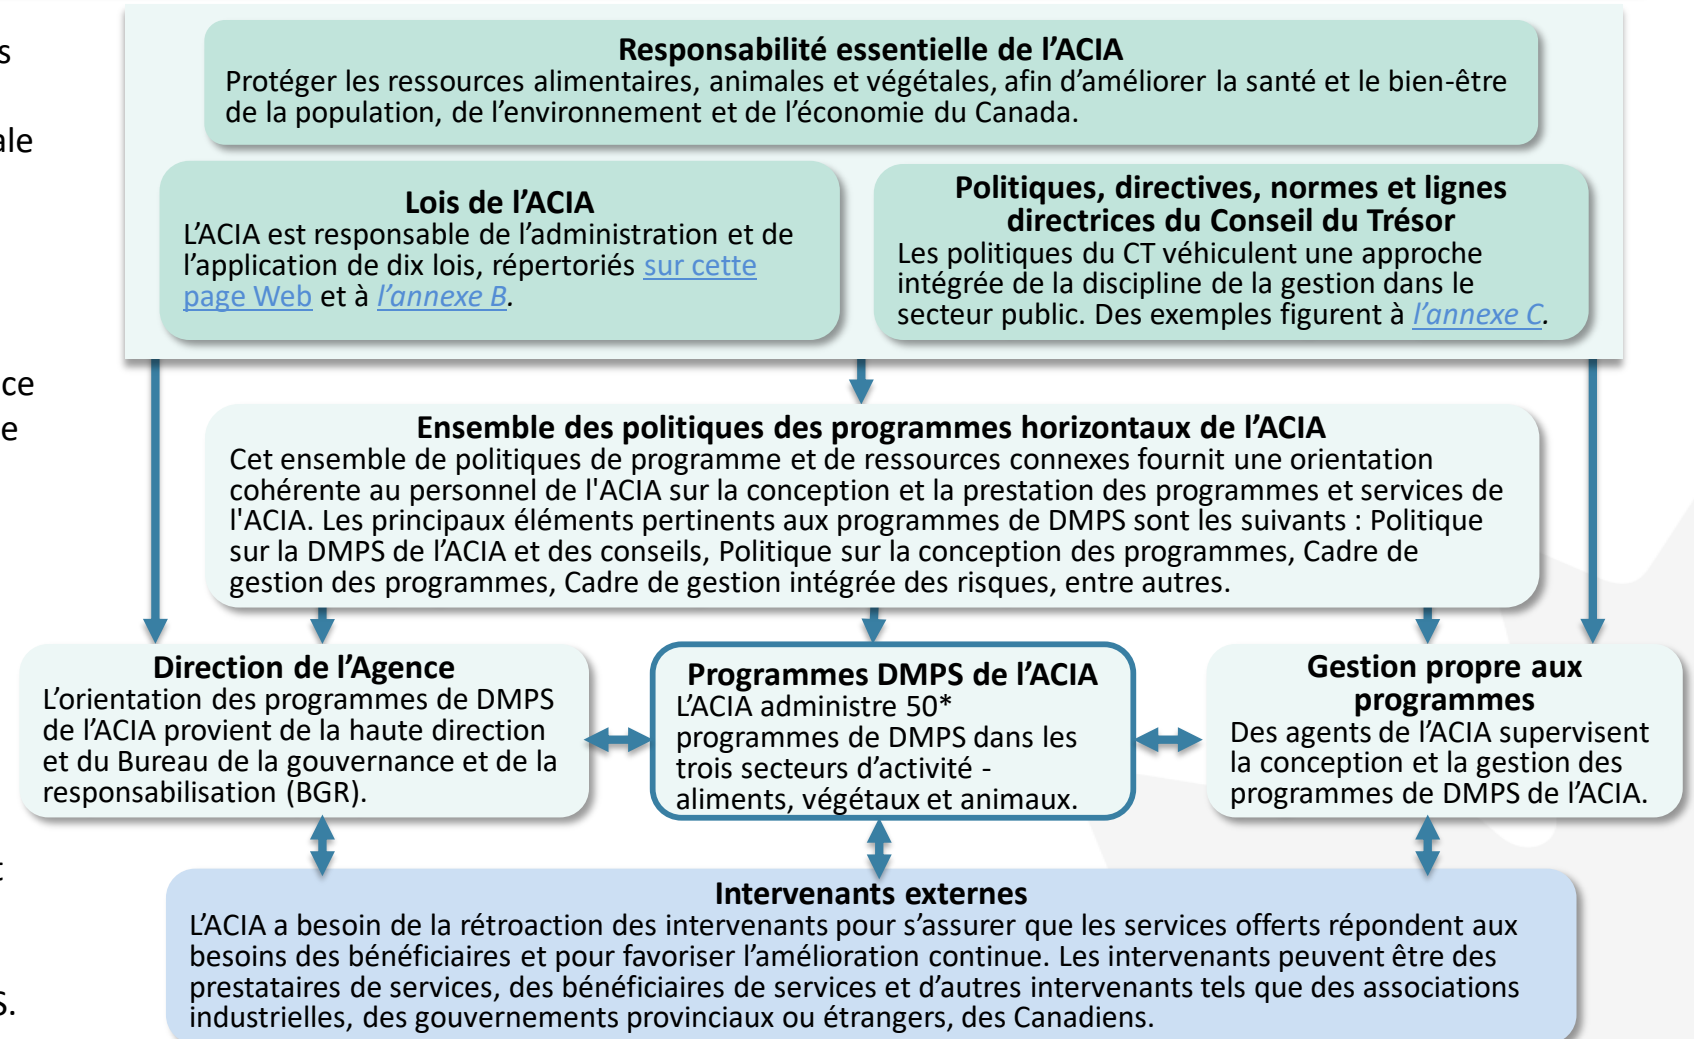 s
ale
ce
e
t
S.
Responsabilité essentielle de l'ACIA
Protéger les ressources alimentaires, animales et végétales, afin d'améliorer la santé et le bien-être
de la population, de l'environnement et de l'économie du Canada.
Lois de l'ACIA
L'ACIA est responsable de l'administration et de
l'application de dix lois, répertoriés sur cette
page Web et à l'annexe B.
Politiques, directives, normes et lignes
directrices du Conseil du Trésor
Les politiques du CT véhiculent une approche
intégrée de la discipline de la gestion dans le
secteur public. Des exemples figurent à l'annexe C.
Ensemble des politiques des programmes horizontaux de l'ACIA
Cet ensemble de politiques de programme et de ressources connexes fournit une orientation
cohérente au personnel de l'ACIA sur la conception et la prestation des programmes et services de
l'ACIA. Les principaux éléments pertinents aux programmes de DMPS sont les suivants : Politique
sur la DMPS de l'ACIA et des conseils, Politique sur la conception des programmes, Cadre de
gestion des programmes, Cadre de gestion intégrée des risques, entre autres.
Direction de l'Agence
L'orientation des programmes de DMPS
de l'ACIA provient de la haute direction
et du Bureau de la gouvernance et de la
responsabilisation (BGR).
Programmes DMPS de l'ACIA
L'ACIA administre 50*
programmes de DMPS dans les
trois secteurs d'activité -
aliments, végétaux et animaux.
Gestion propre aux
programmes
Des agents de l'ACIA supervisent
la conception et la gestion des
programmes de DMPS de l'ACIA.
Intervenants externes
L'ACIA a besoin de la rétroaction des intervenants pour s'assurer que les services offerts répondent aux
besoins des bénéficiaires et pour favoriser l'amélioration continue. Les intervenants peuvent être des
prestataires de services, des bénéficiaires de services et d'autres intervenants tels que des associations
industrielles, des gouvernements provinciaux ou étrangers, des Canadiens.